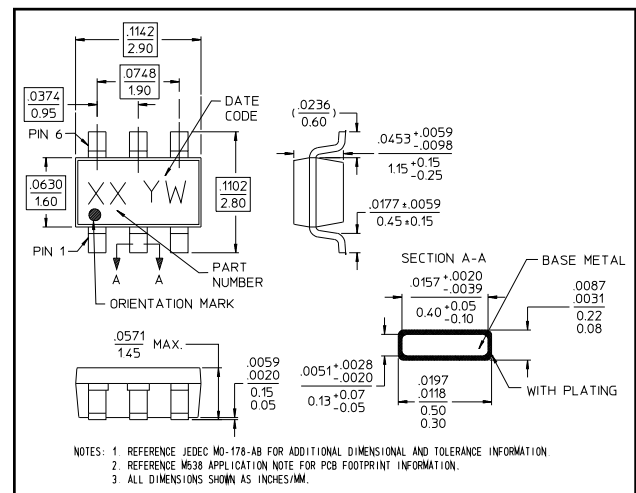 .1142
2.90
.0748
1.90
.0374
0.95
DATE
CODE
PIN 6
.0630
1.60
XX YW
.1102
2.80
PIN 1
A A
PART
NUMBER
ORIENTATION MARK
( .0236
0.60 )
.0453 +.0059
-.0098
1.15 +0.15
-0.25
.0177 ±.0059
0.45 ±0.15
SECTION A-A
.0157 +.0020
-.0039
0.40 +0.05
-0.10
BASE METAL
.0087
.0031
0.22
0.08
.0051 +.0028
-.0020
0.13 +0.07
-0.05
.0197
.0118
0.50
0.30
WITH PLATING
.0571
1.45 MAX.
.0059
.0020
0.15
0.05
NOTES: 1. REFERENCE JEDEC MO-178-AB FOR ADDITIONAL DIMENSIONAL AND TOLERANCE INFORMATION.
2. REFERENCE M538 APPLICATION NOTE FOR PCB FOOTPRINT INFORMATION.
3. ALL DIMENSIONS SHOWN AS INCHES/MM.